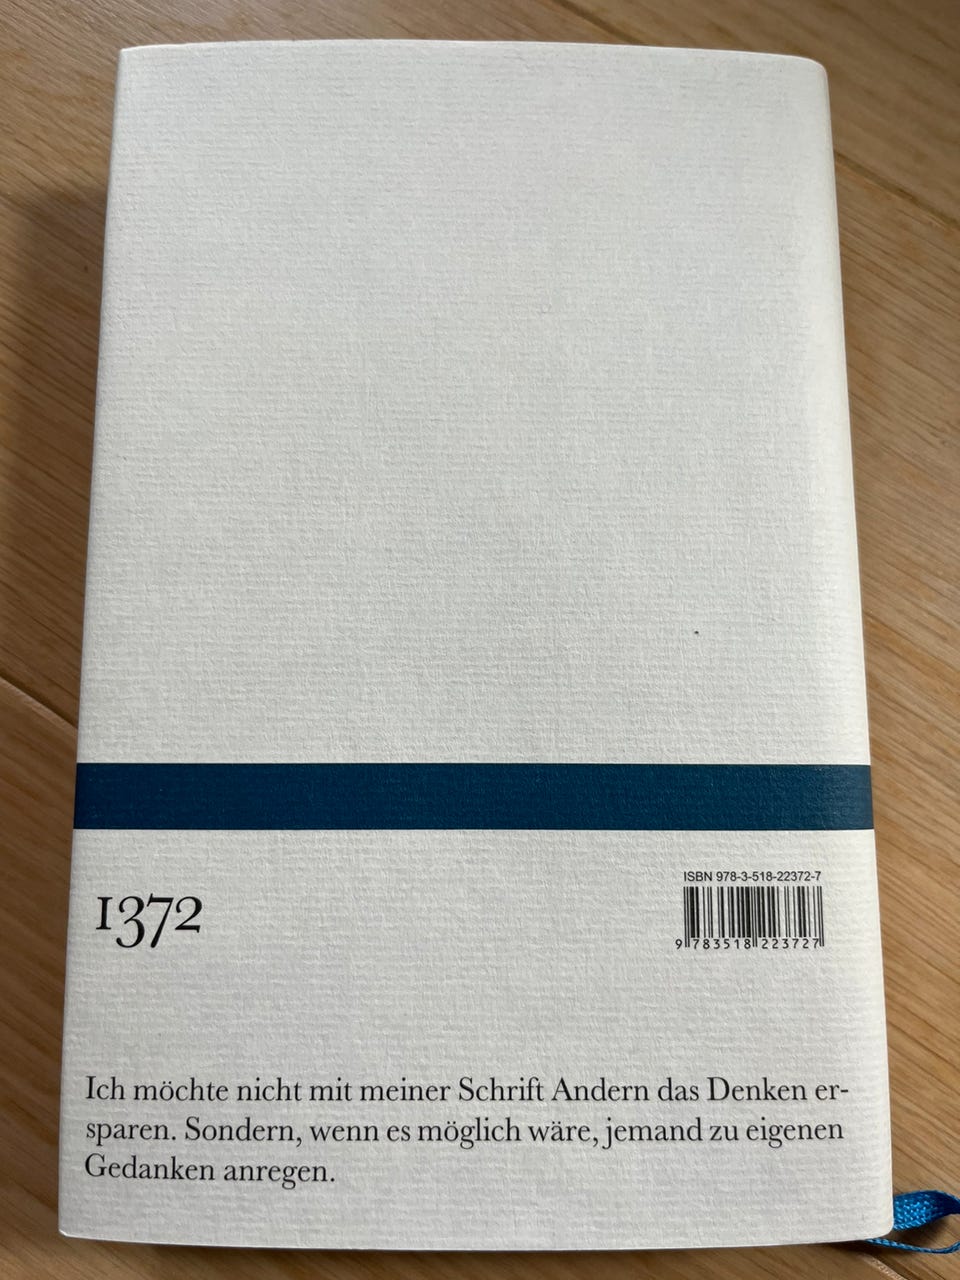 ISBN 978-3-518-22372-7
1372
9 783518 223727
Ich möchte nicht mit meiner Schrift Andern das Denken er-
sparen. Sondern, wenn es möglich wäre, jemand zu eigenen
Gedanken anregen.